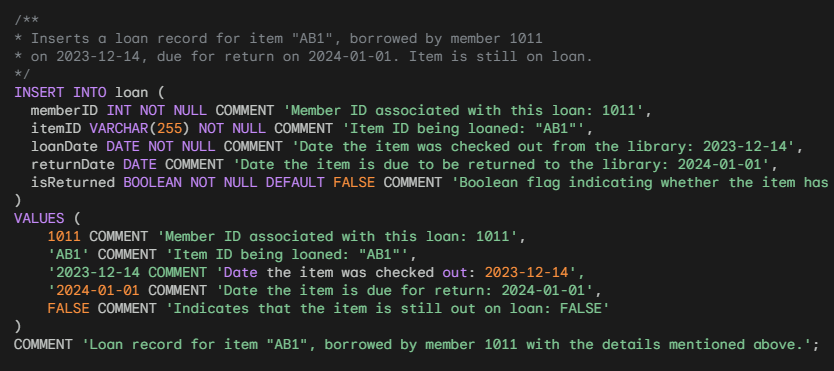 /**
* Inserts a loan record for item "AB1", borrowed by member 1011
* on 2023-12-14, due for return on 2024-01-01. Item is still on loan.
*/
INSERT INTO loan (
  memberID INT NOT NULL COMMENT 'Member ID associated with this loan: 1011',
  itemID VARCHAR(255) NOT NULL COMMENT 'Item ID being loaned: "AB1"',
  loanDate DATE NOT NULL COMMENT 'Date the item was checked out from the library: 2023-12-14',
  returnDate DATE COMMENT 'Date the item is due to be returned to the library: 2024-01-01',
  isReturned BOOLEAN NOT NULL DEFAULT FALSE COMMENT 'Boolean flag indicating whether the item has
)
VALUES (
    1011 COMMENT 'Member ID associated with this loan: 1011',
    'AB1' COMMENT 'Item ID being loaned: "AB1"',
    '2023-12-14 COMMENT 'Date the item was checked out: 2023-12-14',
    '2024-01-01 COMMENT 'Date the item is due for return: 2024-01-01',
    FALSE COMMENT 'Indicates that the item is still out on loan: FALSE'
)
COMMENT 'Loan record for item "AB1", borrowed by member 1011 with the details mentioned above.';